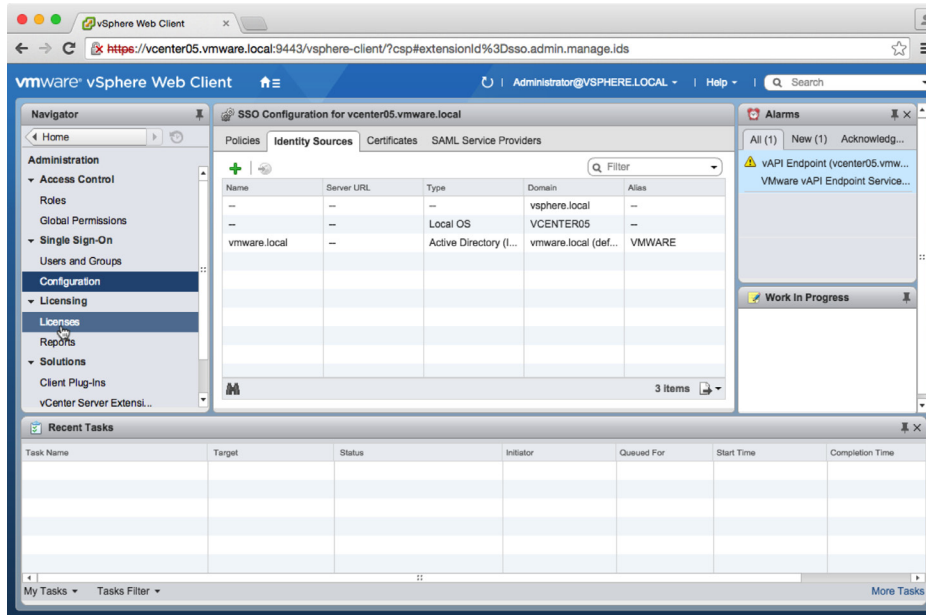 vSphere Web Client
https://vcenter05.vmware.local:9443/vsphere-client/?csp#extensionId%3Dsso.admin.manage.ids
vmware® vSphere Web Client
Administrator@VSPHERE.LOCAL
Help
Search
Navigator
Home
Administration
Access Control
Roles
Global Permissions
Single Sign-On
Users and Groups
Configuration
Licensing
Licenses
Reports
Solutions
Client Plug-Ins
vCenter Server Extensi...
SSO Configuration for vcenter05.vmware.local
Policies Identity Sources Certificates SAML Service Providers
Filter
Name Server URL Type Domain Alias
-- -- -- vsphere.local --
-- -- Local OS VCENTER05 --
vmware.local -- Active Directory (I... vmware.local (def... VMWARE
3 items
Alarms
All (1) New (1) Acknowledg...
vAPI Endpoint (vcenter05.vmw...
VMware vAPI Endpoint Service...
Work In Progress
Recent Tasks
Task Name Target Status Initiator Queued For Start Time Completion Time
My Tasks Tasks Filter More Tasks